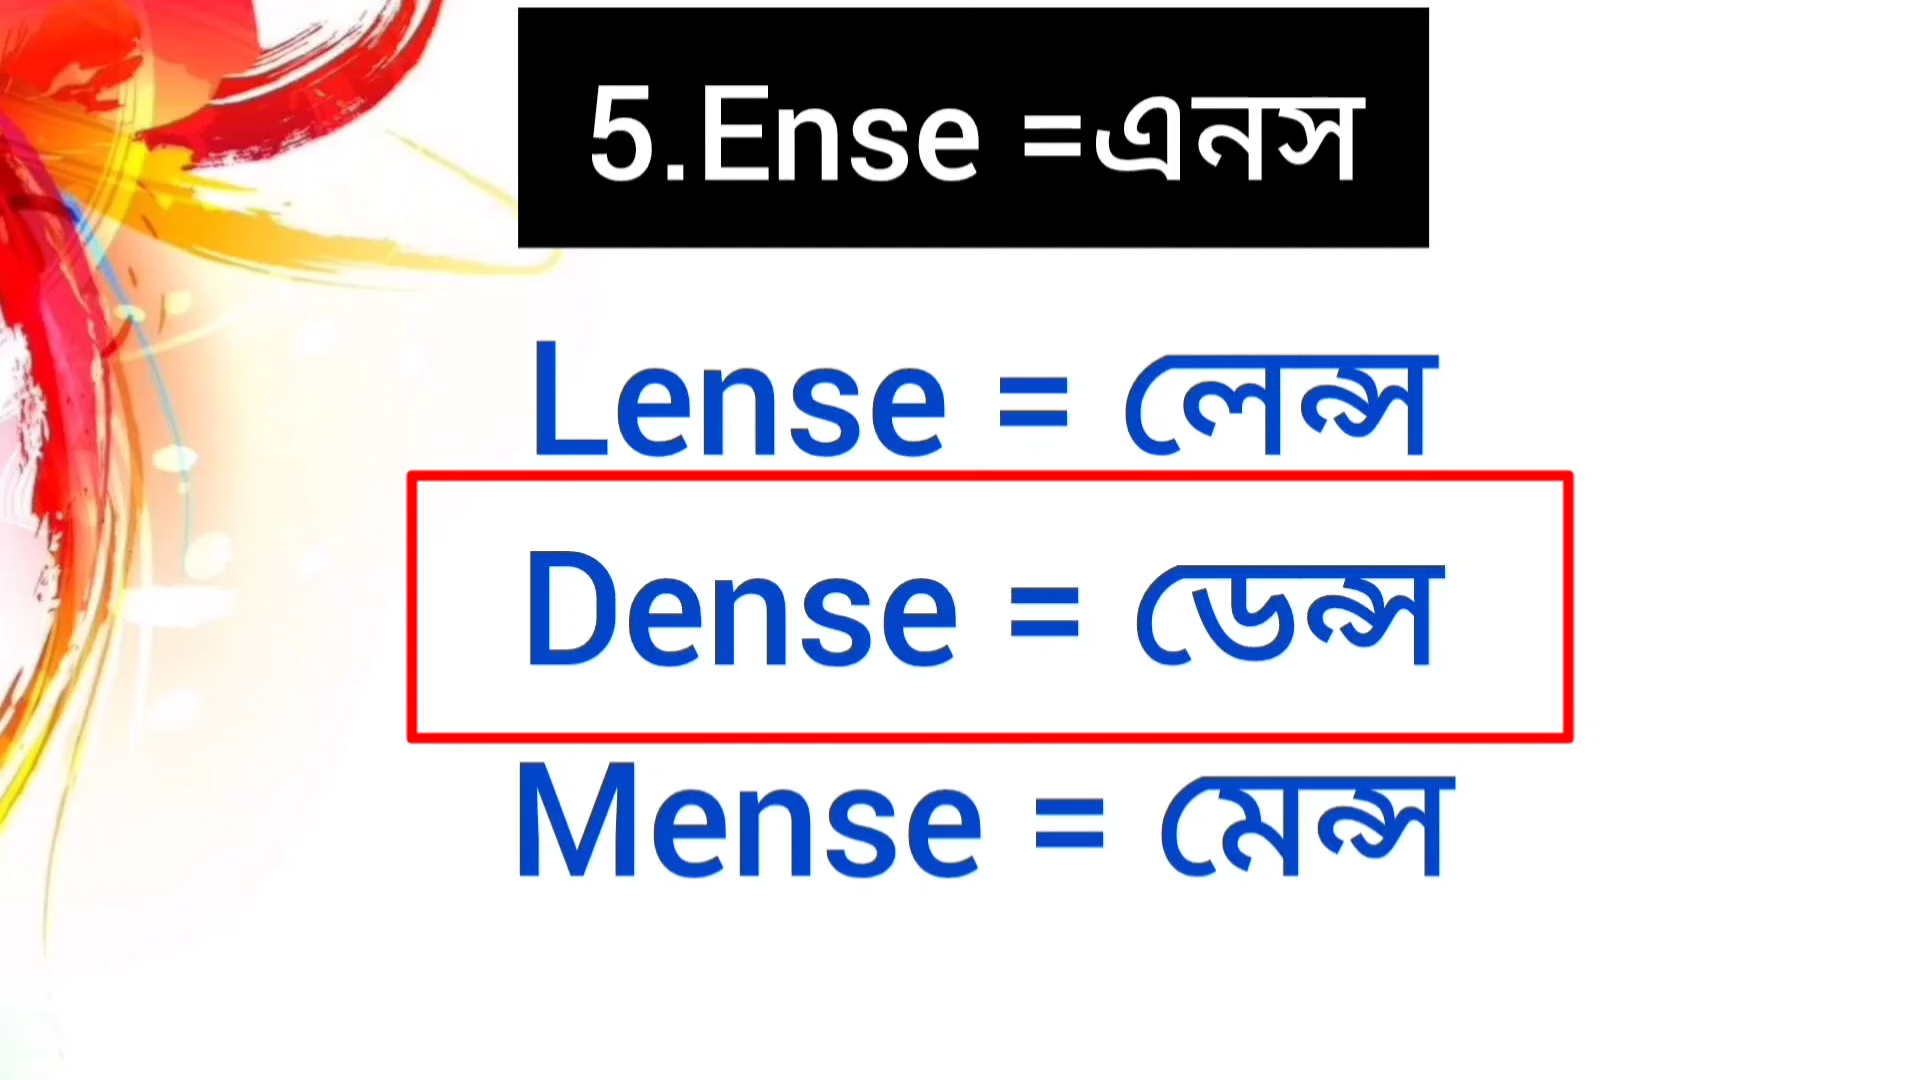 5.Ense =এনস
Lense = লেন্স
Dense = ডেন্স
Mense = মেন্স